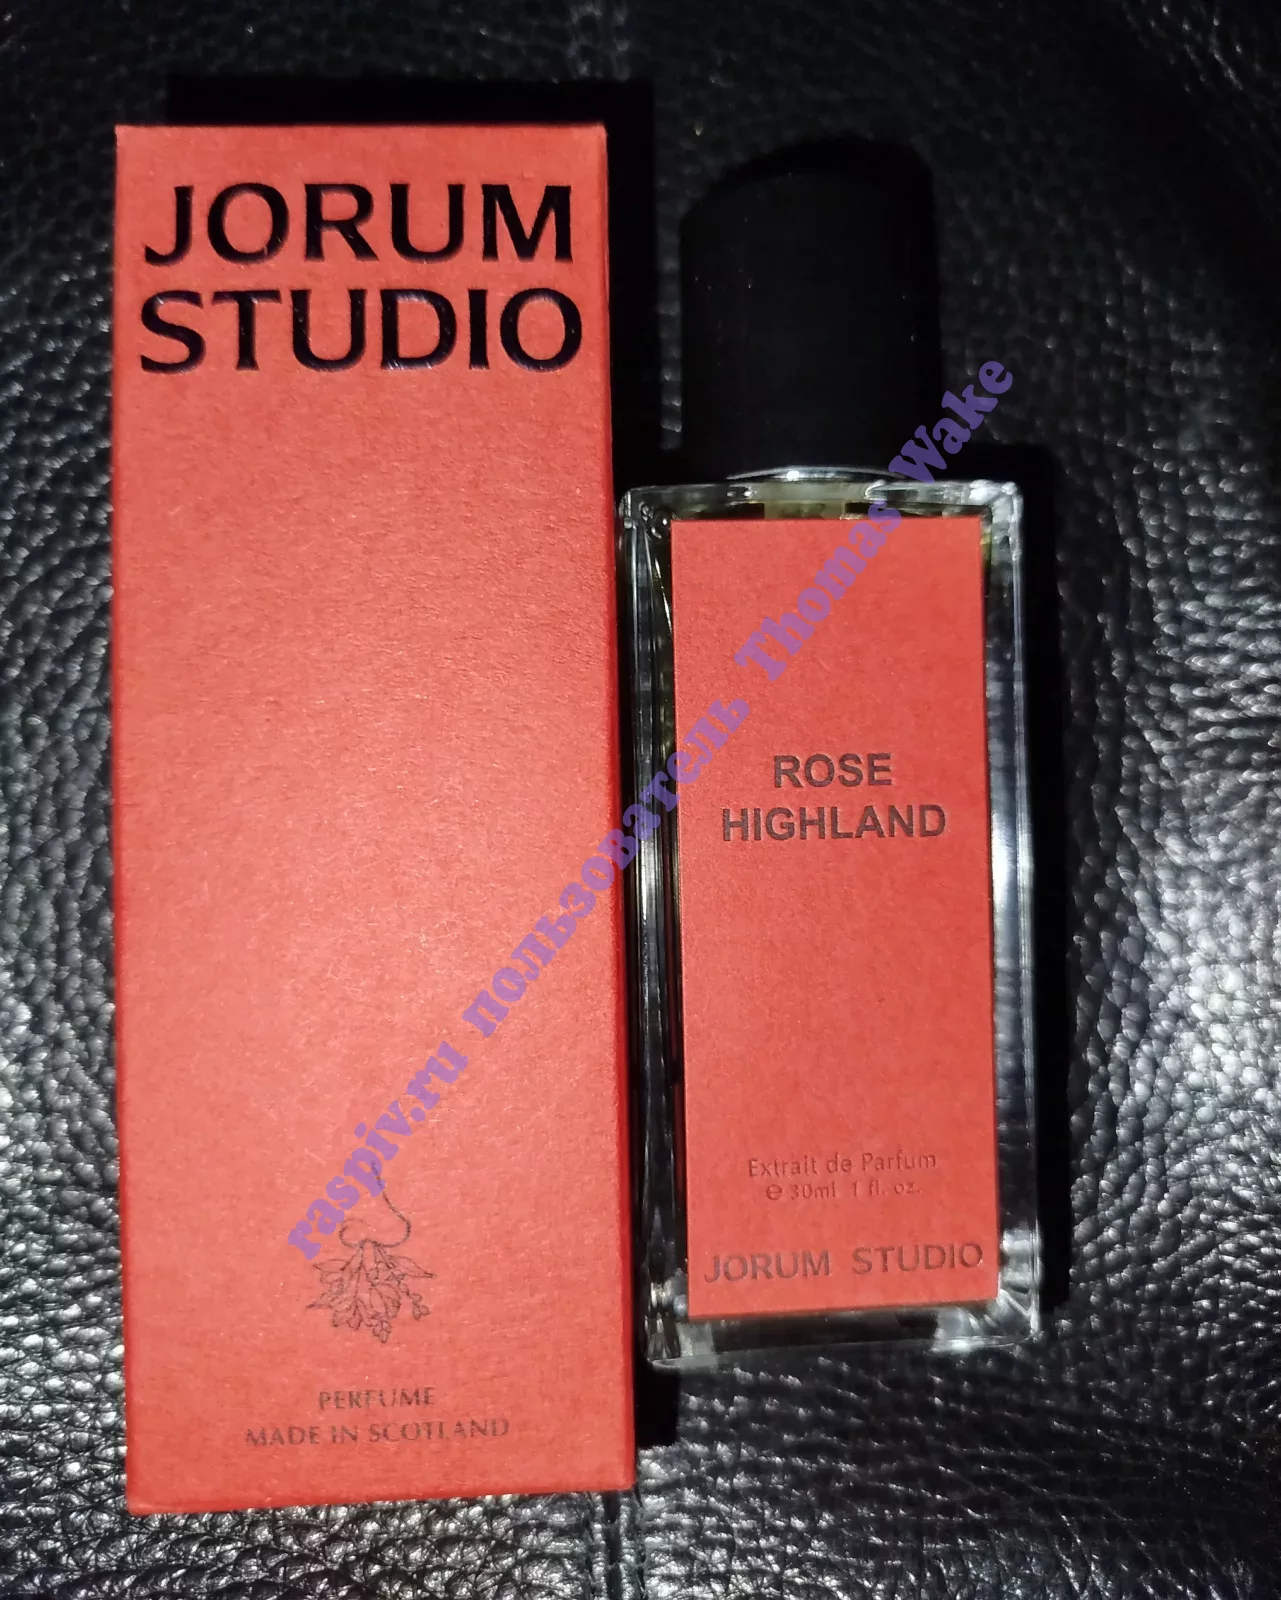 JORUM
STUDIO
PERFUME
MADE IN SCOTLAND
ROSE
HIGHLAND
Extrait de Parfum
℮ 30ml 1 fl. oz.
JORUM STUDIO
raspiv.ru пользователь Thomas Wake